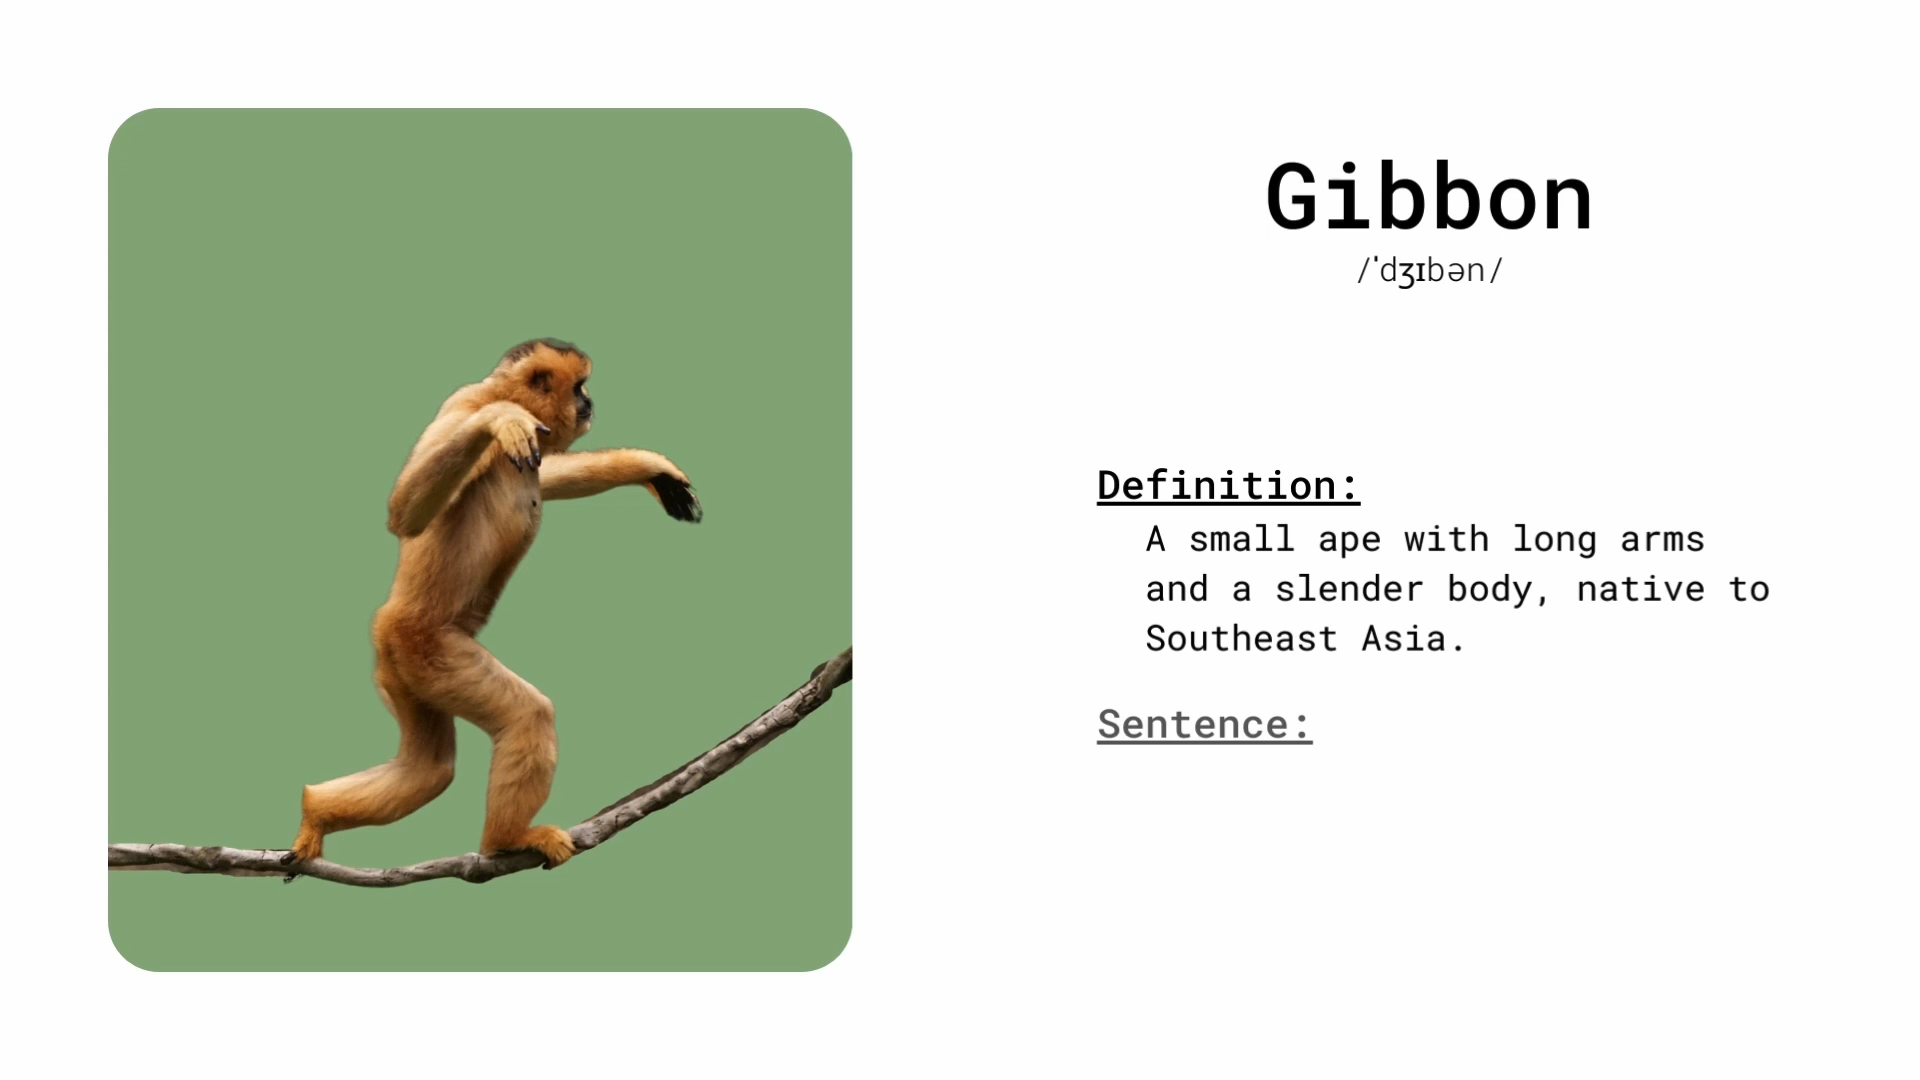 Gibbon
/ˈdʒɪbən/
Definition:
A small ape with long arms
and a slender body, native to
Southeast Asia.
Sentence: